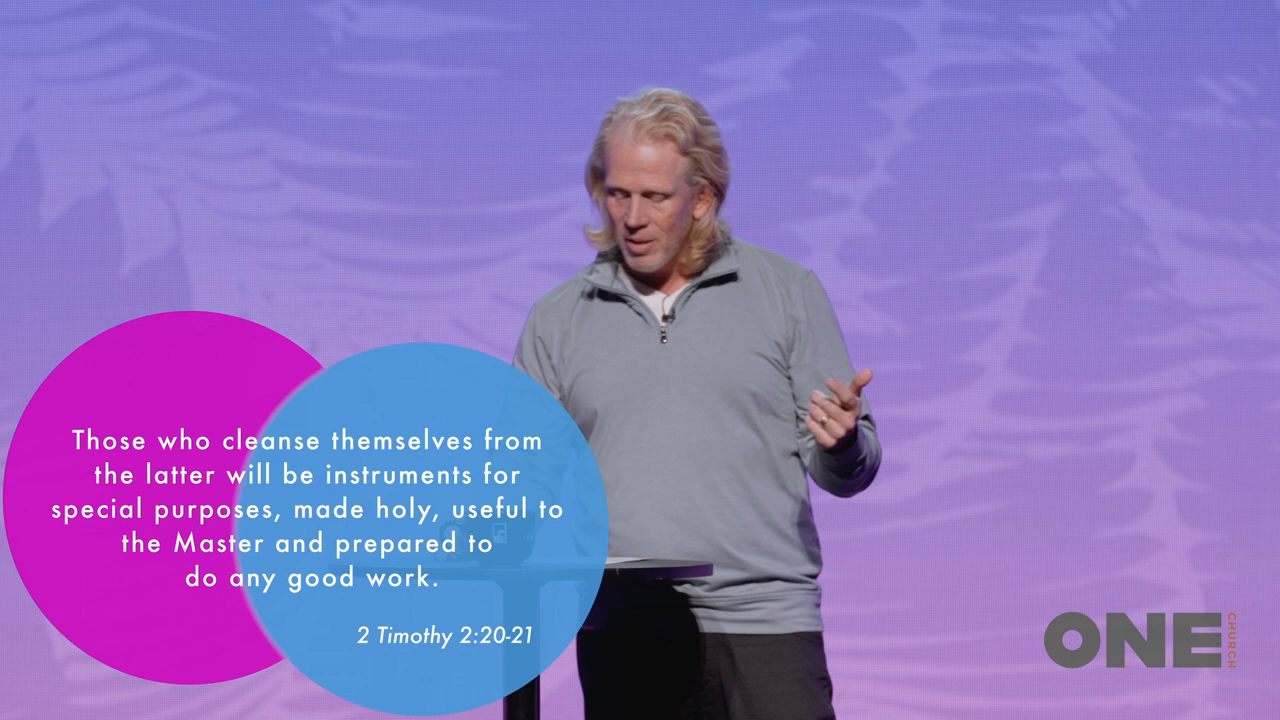 Those who cleanse themselves from
the latter will be instruments for
special purposes, made holy, useful to
the Master and prepared to
do any good work.
2 Timothy 2:20-21
ONE CHURCH